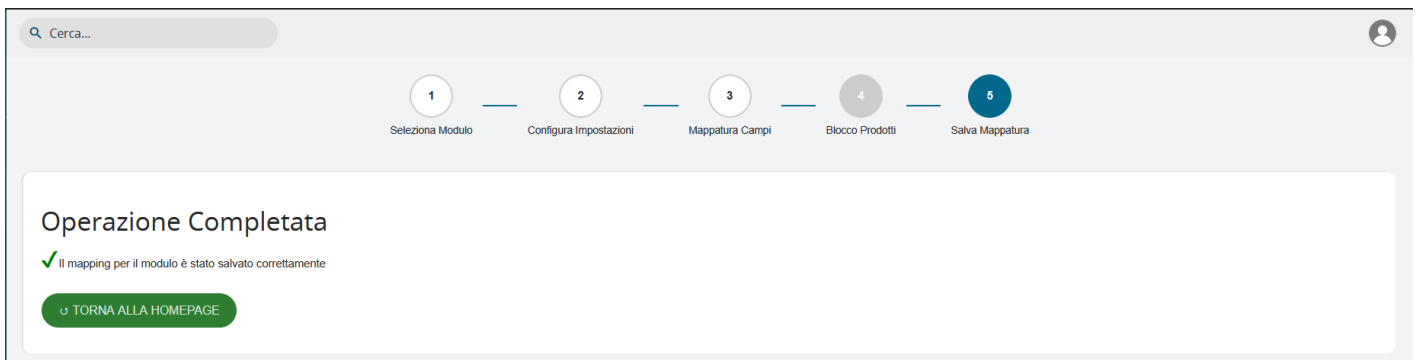 Cerca...
1
2
3
4
5
Seleziona Modulo
Configura Impostazioni
Mappatura Campi
Blocco Prodotti
Salva Mappatura
Operazione Completata
Il mapping per il modulo è stato salvato correttamente
↺ TORNA ALLA HOMEPAGE